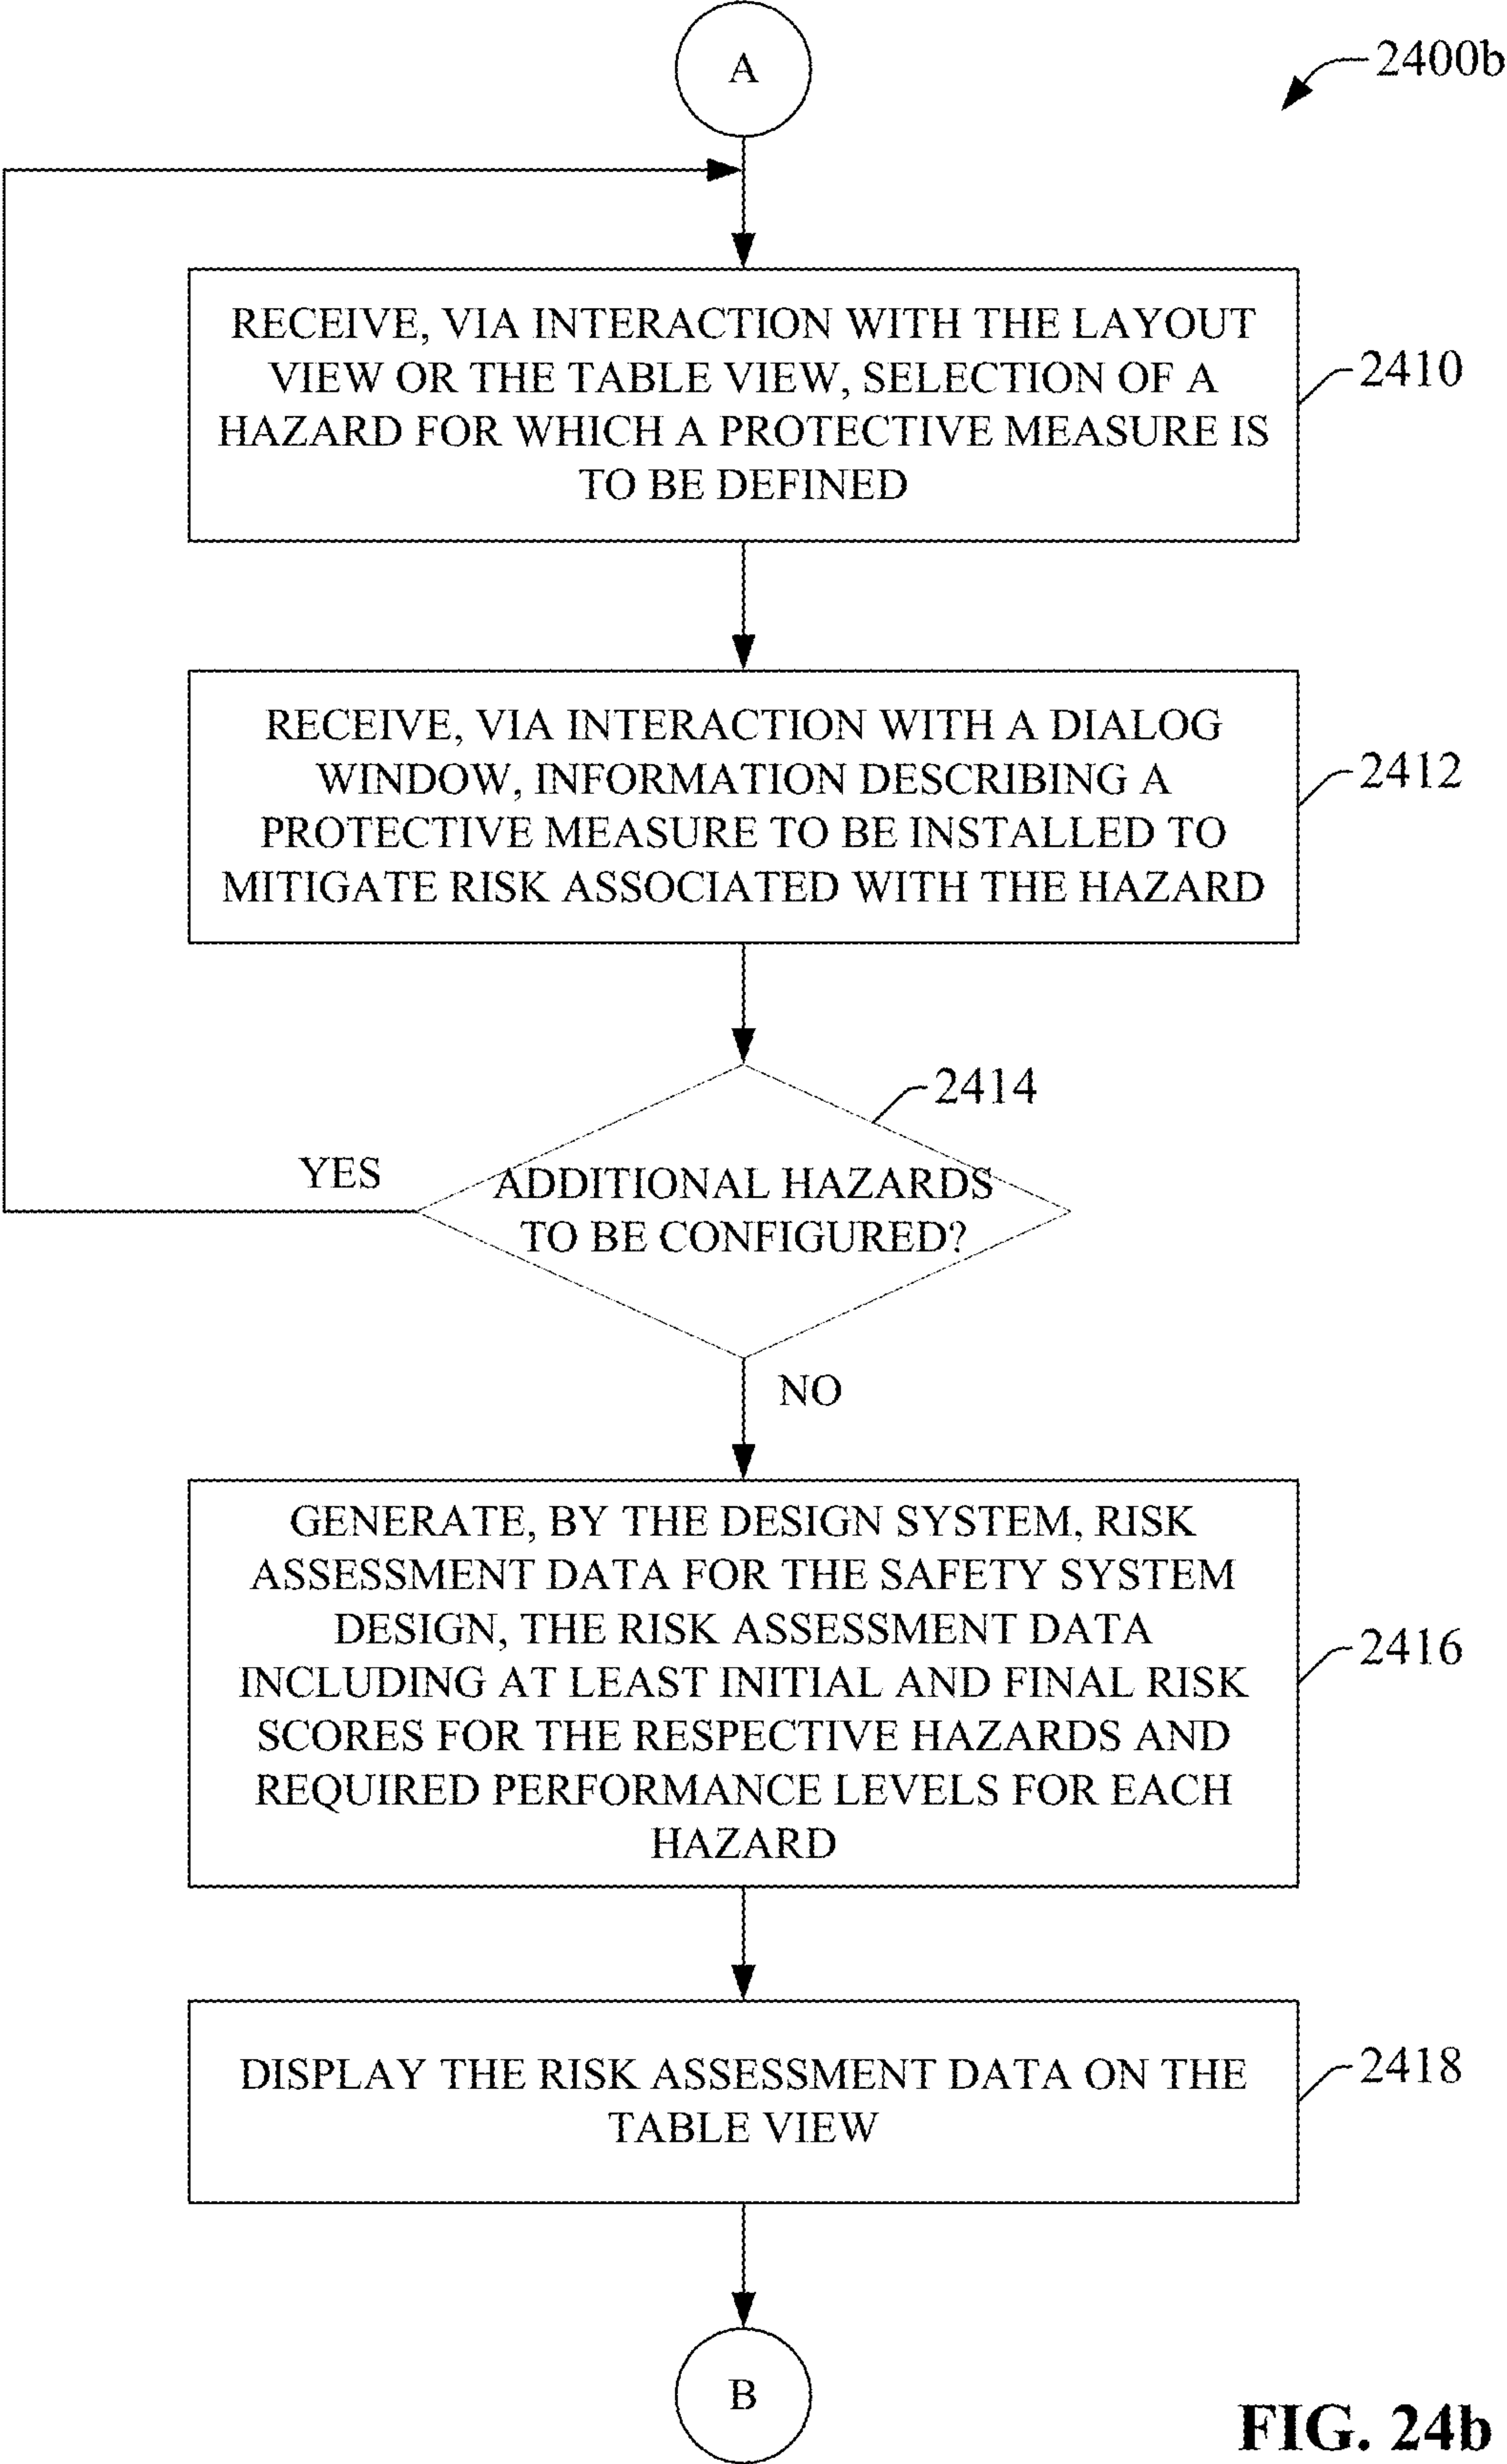 A
2400b
RECEIVE, VIA INTERACTION WITH THE LAYOUT
VIEW OR THE TABLE VIEW, SELECTION OF A
HAZARD FOR WHICH A PROTECTIVE MEASURE IS
TO BE DEFINED
2410
RECEIVE, VIA INTERACTION WITH A DIALOG
WINDOW, INFORMATION DESCRIBING A
PROTECTIVE MEASURE TO BE INSTALLED TO
MITIGATE RISK ASSOCIATED WITH THE HAZARD
2412
2414
YES
ADDITIONAL HAZARDS
TO BE CONFIGURED?
NO
GENERATE, BY THE DESIGN SYSTEM, RISK
ASSESSMENT DATA FOR THE SAFETY SYSTEM
DESIGN, THE RISK ASSESSMENT DATA
INCLUDING AT LEAST INITIAL AND FINAL RISK
SCORES FOR THE RESPECTIVE HAZARDS AND
REQUIRED PERFORMANCE LEVELS FOR EACH
HAZARD
2416
DISPLAY THE RISK ASSESSMENT DATA ON THE
TABLE VIEW
2418
B
FIG. 24b